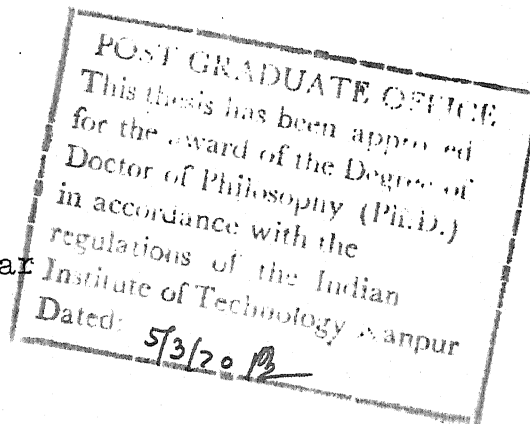 POST GRADUATE OFFICE
This thesis has been approved
for the award of the Degree of
Doctor of Philosophy (Ph.D.)
in accordance with the
regulations of the Indian
ar
Institute of Technology Kanpur
Dated: 5/3/70